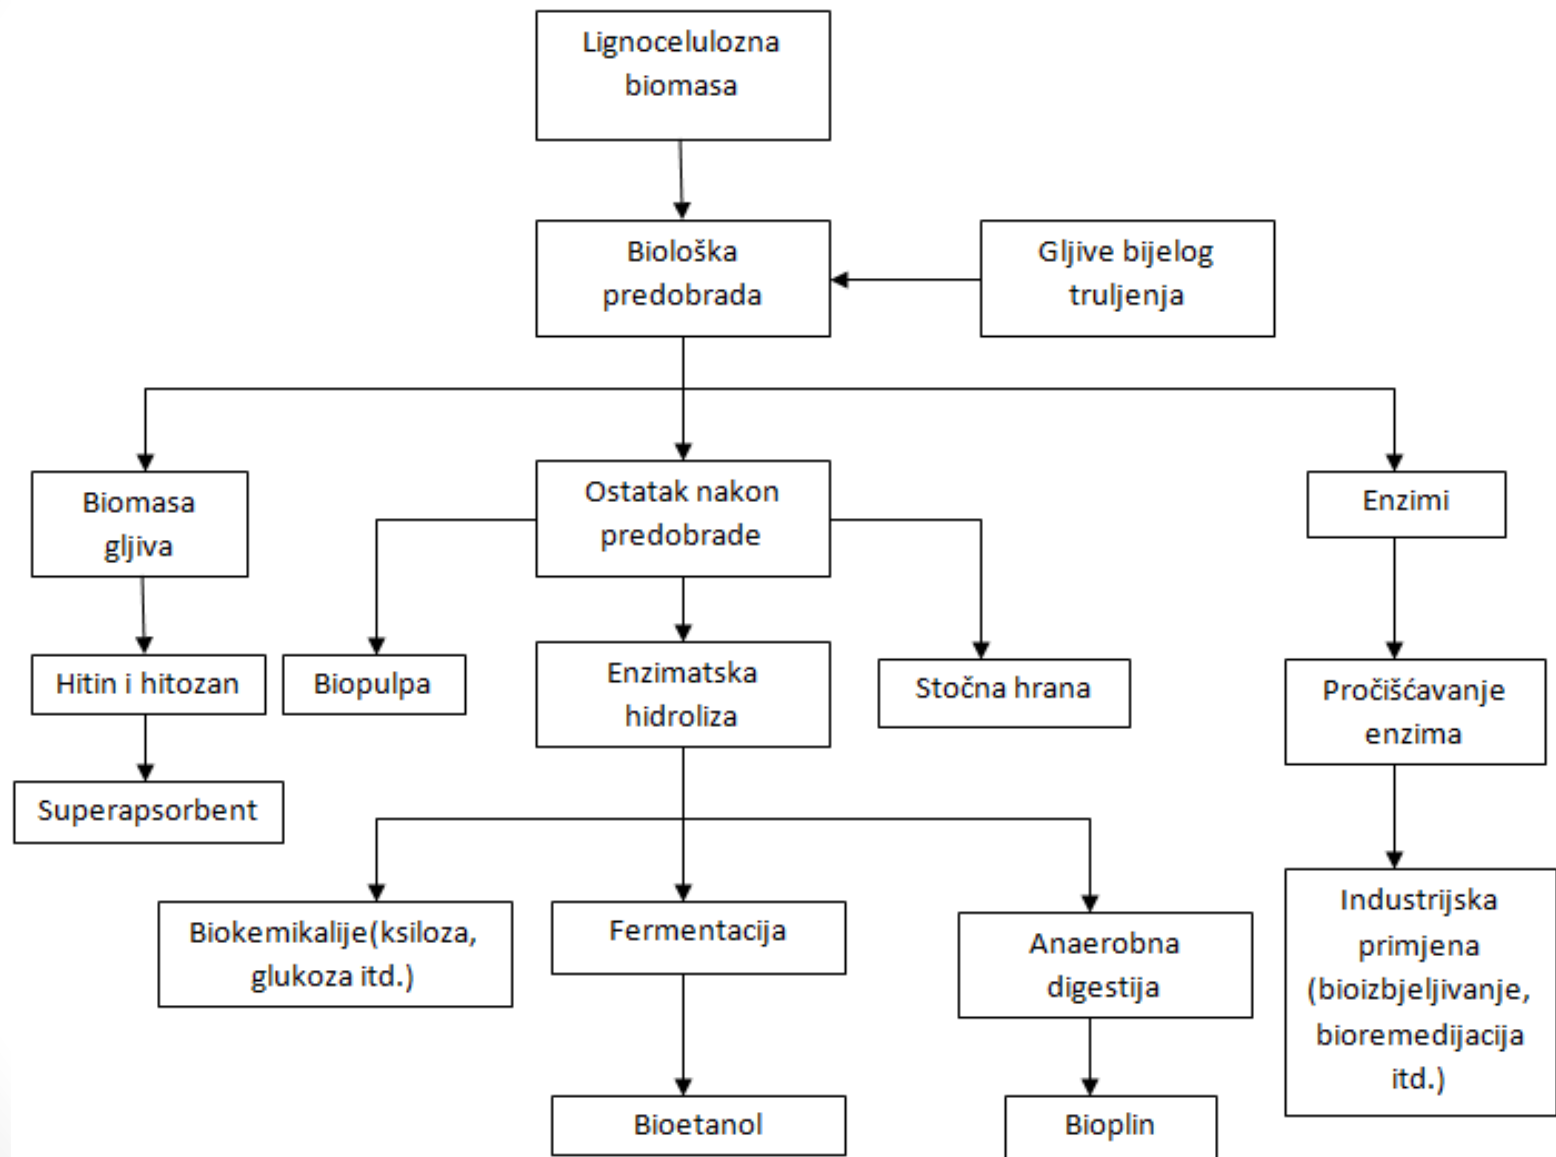 Lignocelulozna
biomasa
Biološka
predobrada
Gljive bijelog
truljenja
Biomasa
gljiva
Ostatak nakon
predobrade
Enzimi
Hitin i hitozan
Biopulpa
Enzimatska
hidroliza
Stočna hrana
Pročišćavanje
enzima
Superapsorbent
Biokemikalije(ksiloza,
glukoza itd.)
Fermentacija
Anaerobna
digestija
Industrijska
primjena
(bioizbjeljivanje,
bioremedijacija
itd.)
Bioetanol
Bioplin